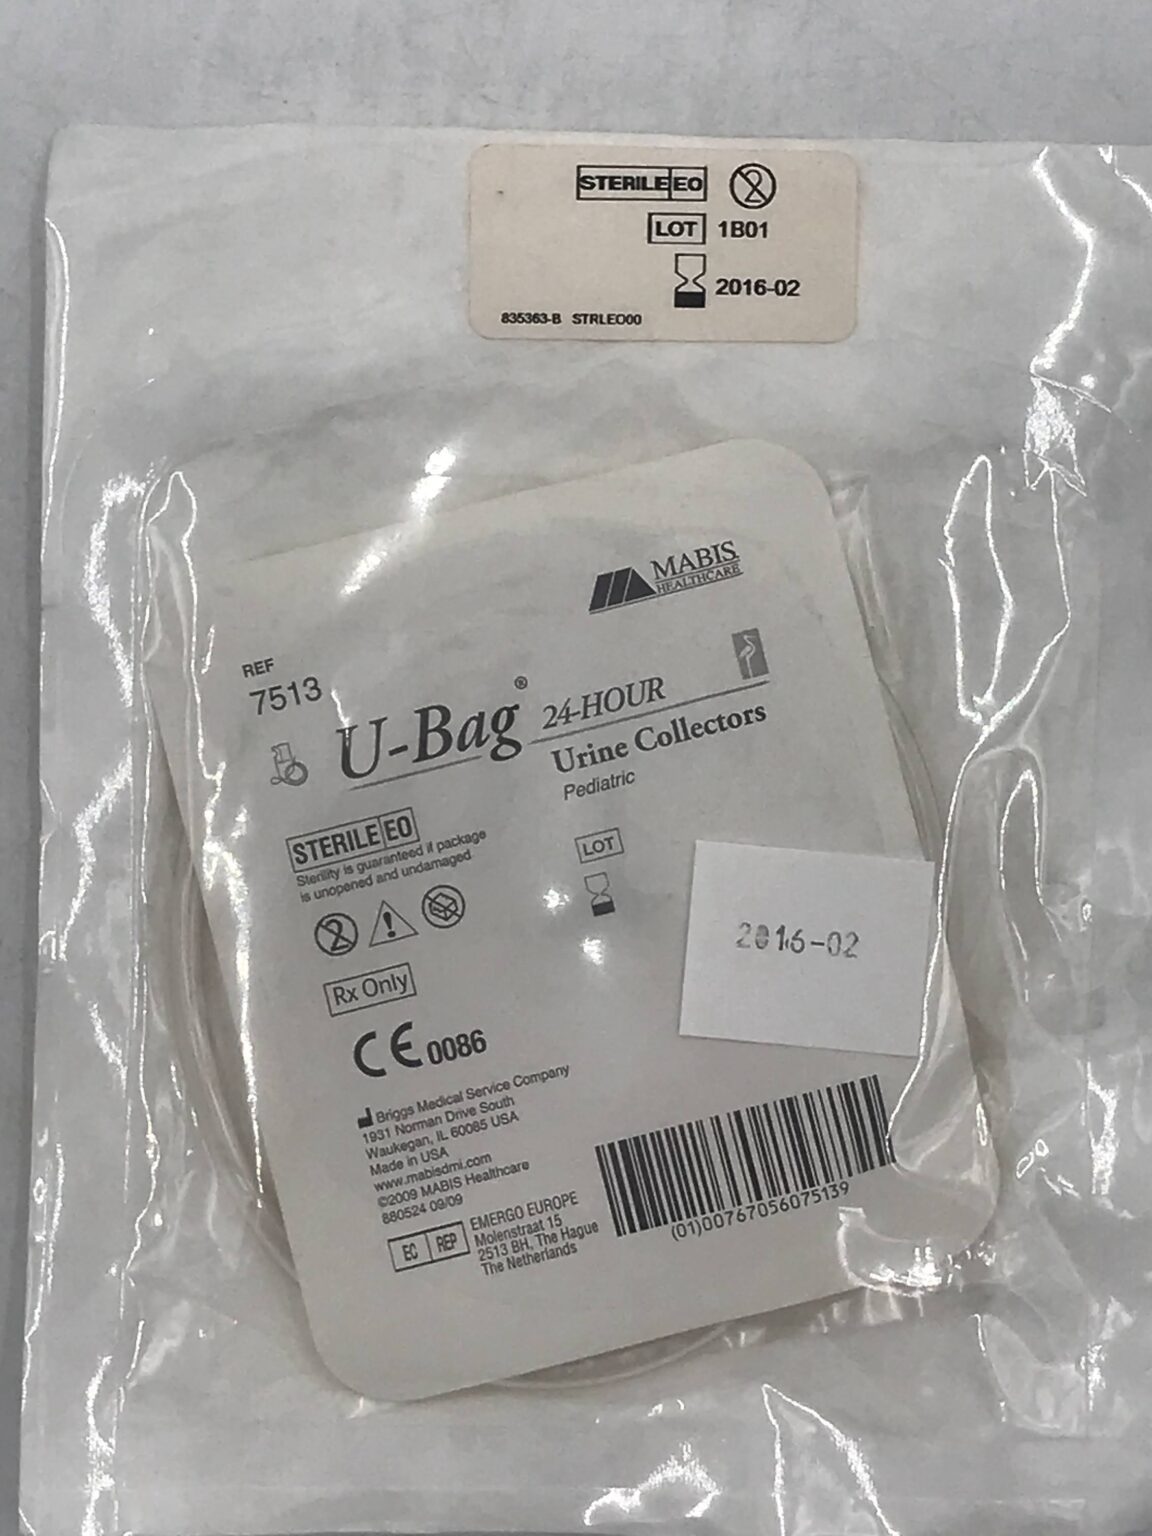 STERILE EO
LOT 1B01
2016-02
835363-B STRLEO00
MABIS
HEALTHCARE
REF
7513
U-Bag® 24-HOUR
Urine Collectors
Pediatric
STERILE EO
Sterility is guaranteed if package
is unopened and undamaged.
LOT
2016-02
Rx Only
CE 0086
Briggs Medical Service Company
1931 Norman Drive South
Waukegan, IL 60085 USA
Made in USA
www.mabisdmi.com
©2009 MABIS Healthcare
880524 09/09
EC REP
EMERGO EUROPE
Molenstraat 15
2513 BH, The Hague
The Netherlands
(01)00767056075139